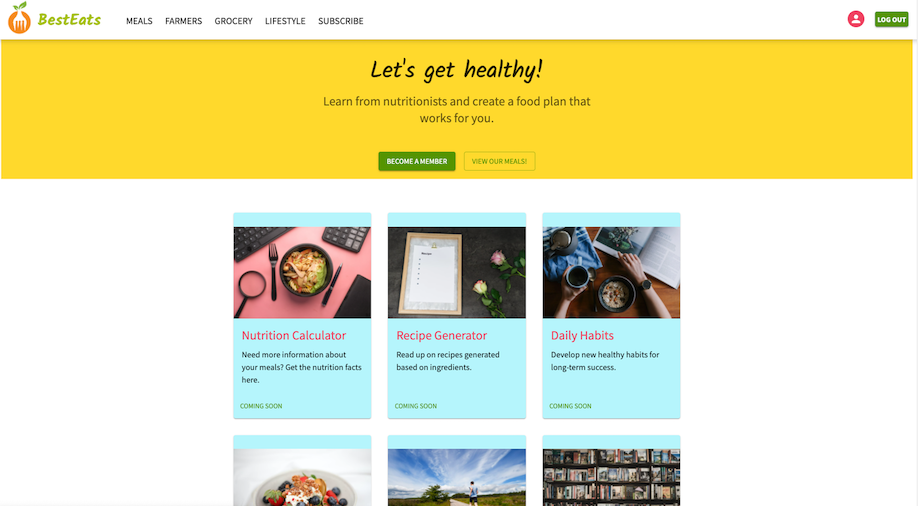 BestEats
MEALS FARMERS GROCERY LIFESTYLE SUBSCRIBE
LOG OUT
Let's get healthy!
Learn from nutritionists and create a food plan that
works for you.
BECOME A MEMBER
VIEW OUR MEALS!
Nutrition Calculator
Need more information about
your meals? Get the nutrition facts
here.
COMING SOON
Recipe
Recipe Generator
Read up on recipes generated
based on ingredients.
COMING SOON
Daily Habits
Develop new healthy habits for
long-term success.
COMING SOON